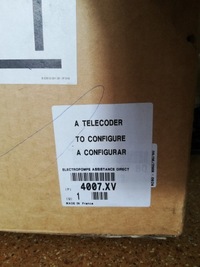 A TELECODER
TO CONFIGURE
A CONFIGURAR
ELECTROPOMPE ASSISTANCE DIRECT
(P) 4007.XV
(Q) 1
MADE IN France